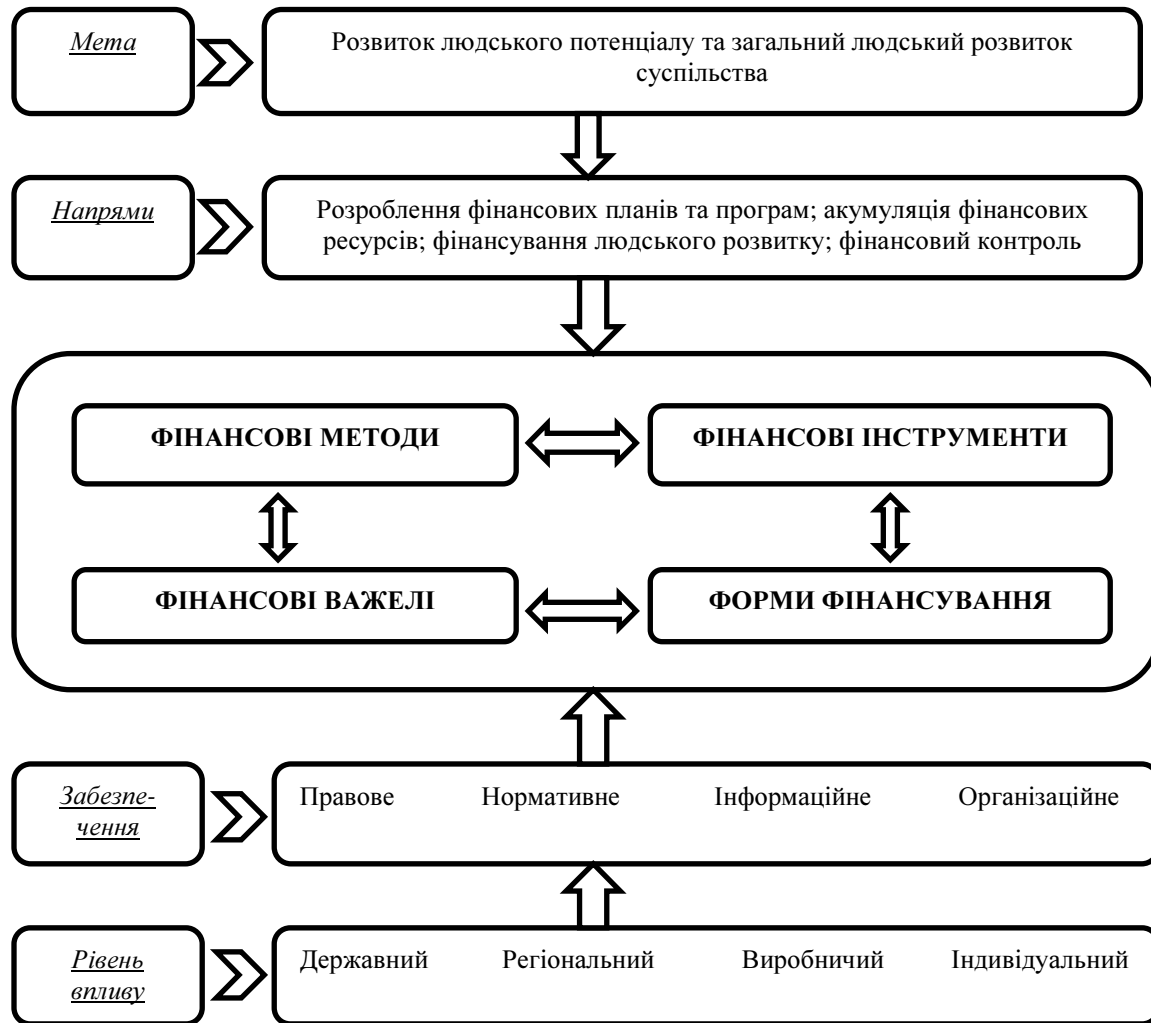 Мета
Розвиток людського потенціалу та загальний людський розвиток
суспільства
Напрями
Розроблення фінансових планів та програм; акумуляція фінансових
ресурсів; фінансування людського розвитку; фінансовий контроль
ФІНАНСОВІ МЕТОДИ
ФІНАНСОВІ ІНСТРУМЕНТИ
ФІНАНСОВІ ВАЖЕЛІ
ФОРМИ ФІНАНСУВАННЯ
Забезпе-
чення
Правове Нормативне Інформаційне Організаційне
Рівень
впливу
Державний Регіональний Виробничий Індивідуальний